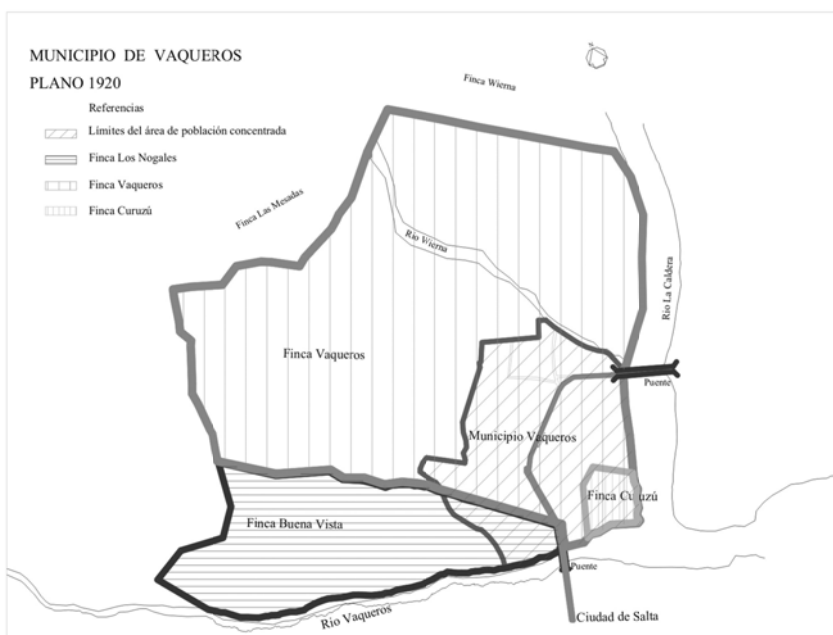 MUNICIPIO DE VAQUEROS
PLANO 1920
Referencias
Límites del área de población concentrada
Finca Los Nogales
Finca Vaqueros
Finca Curuzú
N
Finca Wierna
Finca Las Mesadas
Río Wierna
Río La Caldera
Finca Vaqueros
Puente
Municipio Vaqueros
Finca Curuzú
Finca Buena Vista
Puente
Río Vaqueros
Ciudad de Salta